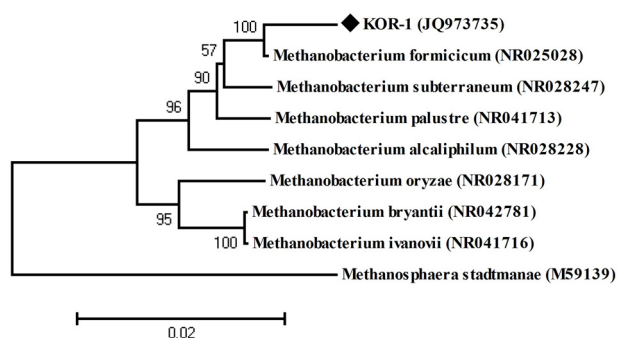 100
KOR-1 (JQ973735)
57
Methanobacterium formicicum (NR025028)
90
Methanobacterium subterraneum (NR028247)
96
Methanobacterium palustre (NR041713)
Methanobacterium alcaliphilum (NR028228)
Methanobacterium oryzae (NR028171)
95
Methanobacterium bryantii (NR042781)
100
Methanobacterium ivanovii (NR041716)
Methanosphaera stadtmanae (M59139)
0.02